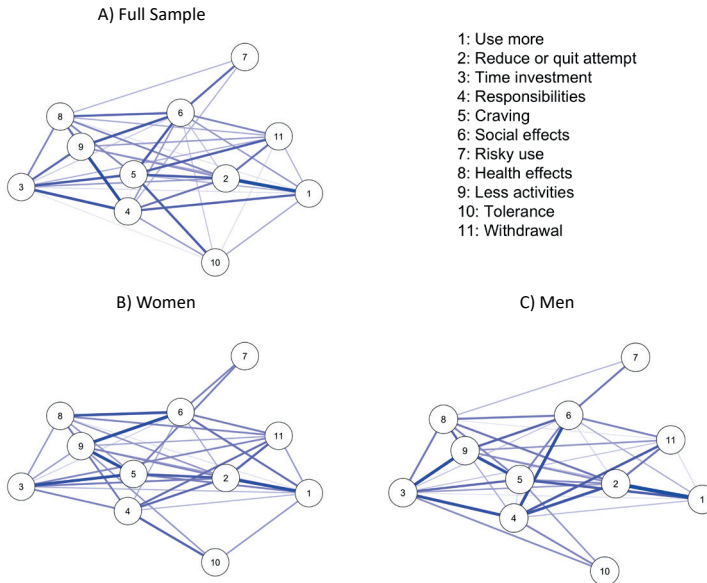 A) Full Sample
1: Use more
2: Reduce or quit attempt
3: Time investment
4: Responsibilities
5: Craving
6: Social effects
7: Risky use
8: Health effects
9: Less activities
10: Tolerance
11: Withdrawal
7
6
8
11
9
5
2
3
1
4
10
B) Women
C) Men
7
6
8
11
9
5
2
3
1
4
10
7
6
8
11
9
5
2
3
1
4
10